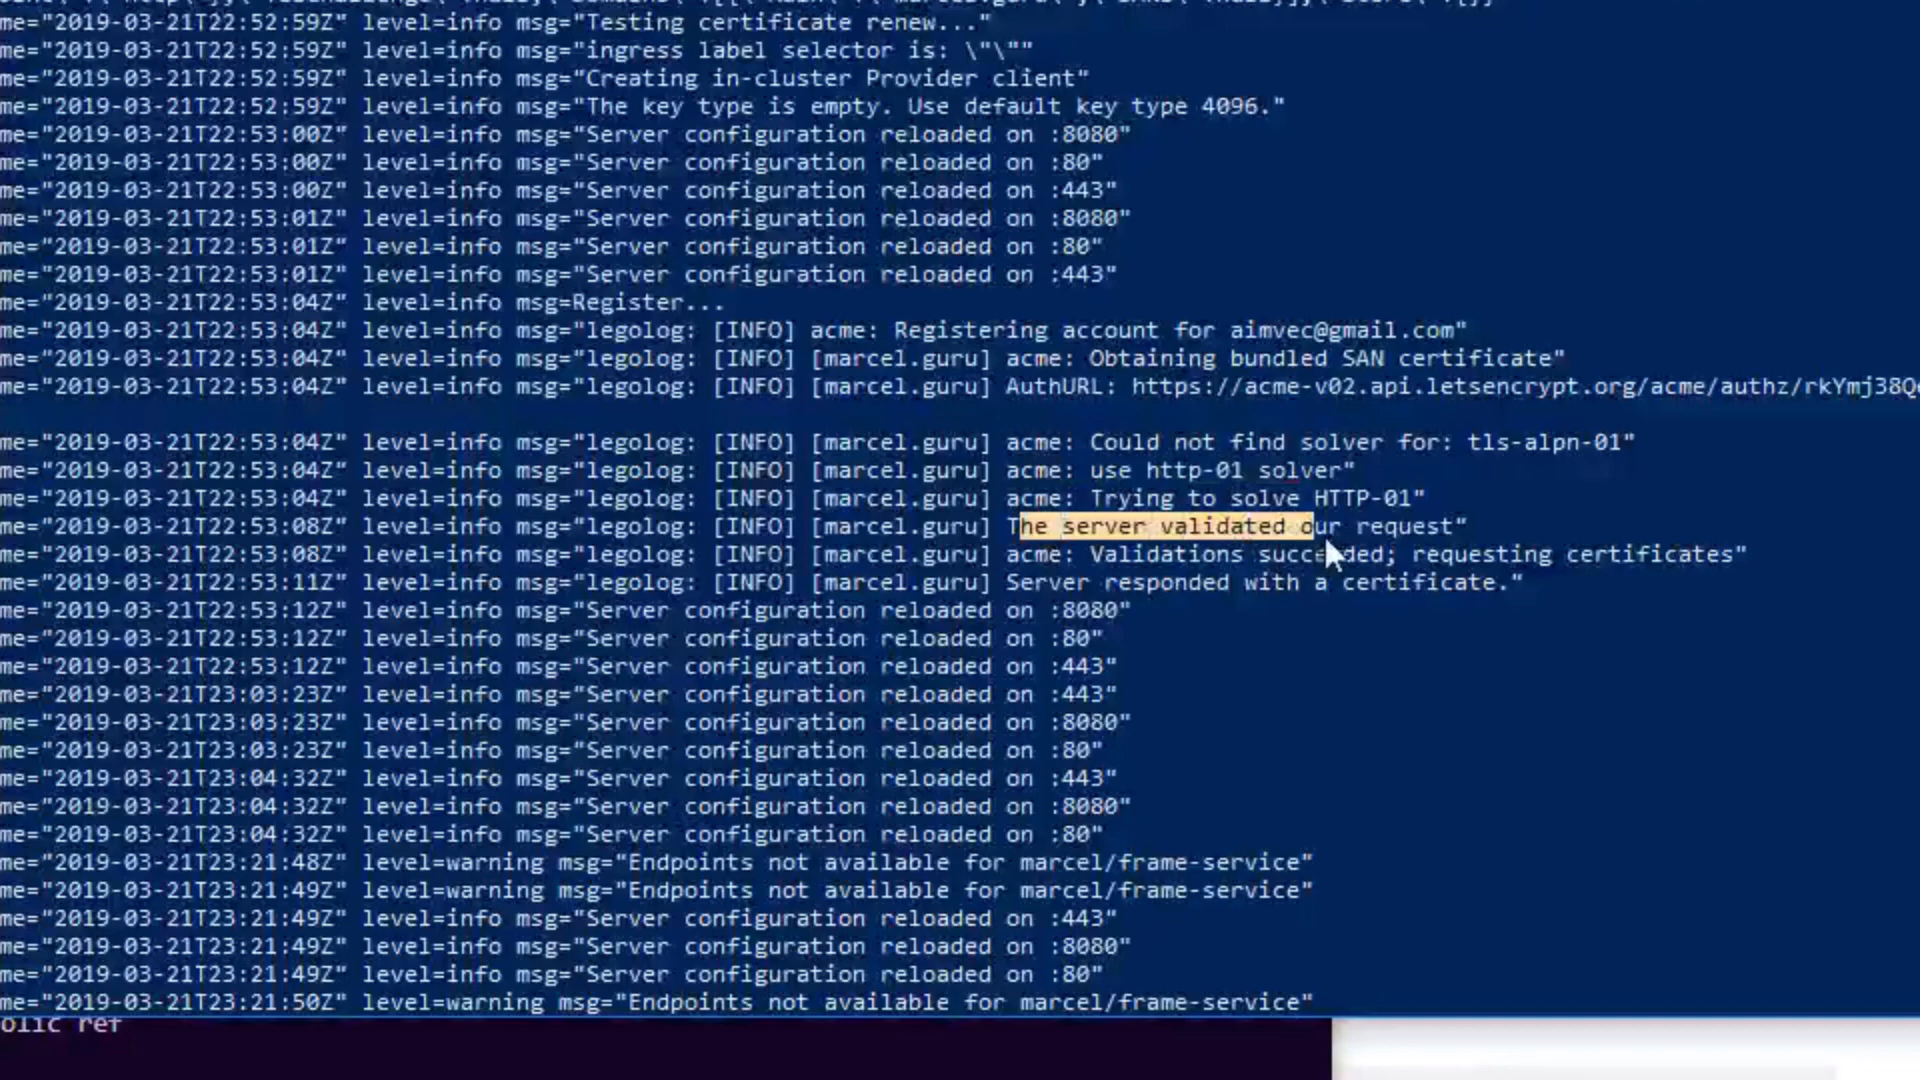 me="2019-03-21T22:52:59Z" level=info msg="Testing certificate renew..."
me="2019-03-21T22:52:59Z" level=info msg="ingress label selector is: \"\""
me="2019-03-21T22:52:59Z" level=info msg="Creating in-cluster Provider client"
me="2019-03-21T22:52:59Z" level=info msg="The key type is empty. Use default key type 4096."
me="2019-03-21T22:53:00Z" level=info msg="Server configuration reloaded on :8080"
me="2019-03-21T22:53:00Z" level=info msg="Server configuration reloaded on :80"
me="2019-03-21T22:53:00Z" level=info msg="Server configuration reloaded on :443"
me="2019-03-21T22:53:01Z" level=info msg="Server configuration reloaded on :8080"
me="2019-03-21T22:53:01Z" level=info msg="Server configuration reloaded on :80"
me="2019-03-21T22:53:01Z" level=info msg="Server configuration reloaded on :443"
me="2019-03-21T22:53:04Z" level=info msg=Register...
me="2019-03-21T22:53:04Z" level=info msg="legolog: [INFO] acme: Registering account for aimvec@gmail.com"
me="2019-03-21T22:53:04Z" level=info msg="legolog: [INFO] [marcel.guru] acme: Obtaining bundled SAN certificate"
me="2019-03-21T22:53:04Z" level=info msg="legolog: [INFO] [marcel.guru] AuthURL: https://acme-v02.api.letsencrypt.org/acme/authz/rkYmj38Q
me="2019-03-21T22:53:04Z" level=info msg="legolog: [INFO] [marcel.guru] acme: Could not find solver for: tls-alpn-01"
me="2019-03-21T22:53:04Z" level=info msg="legolog: [INFO] [marcel.guru] acme: use http-01 solver"
me="2019-03-21T22:53:04Z" level=info msg="legolog: [INFO] [marcel.guru] acme: Trying to solve HTTP-01"
me="2019-03-21T22:53:08Z" level=info msg="legolog: [INFO] [marcel.guru] The server validated our request"
me="2019-03-21T22:53:08Z" level=info msg="legolog: [INFO] [marcel.guru] acme: Validations succeeded; requesting certificates"
me="2019-03-21T22:53:11Z" level=info msg="legolog: [INFO] [marcel.guru] Server responded with a certificate."
me="2019-03-21T22:53:12Z" level=info msg="Server configuration reloaded on :8080"
me="2019-03-21T22:53:12Z" level=info msg="Server configuration reloaded on :80"
me="2019-03-21T22:53:12Z" level=info msg="Server configuration reloaded on :443"
me="2019-03-21T23:03:23Z" level=info msg="Server configuration reloaded on :443"
me="2019-03-21T23:03:23Z" level=info msg="Server configuration reloaded on :8080"
me="2019-03-21T23:03:23Z" level=info msg="Server configuration reloaded on :80"
me="2019-03-21T23:04:32Z" level=info msg="Server configuration reloaded on :443"
me="2019-03-21T23:04:32Z" level=info msg="Server configuration reloaded on :8080"
me="2019-03-21T23:04:32Z" level=info msg="Server configuration reloaded on :80"
me="2019-03-21T23:21:48Z" level=warning msg="Endpoints not available for marcel/frame-service"
me="2019-03-21T23:21:49Z" level=warning msg="Endpoints not available for marcel/frame-service"
me="2019-03-21T23:21:49Z" level=info msg="Server configuration reloaded on :443"
me="2019-03-21T23:21:49Z" level=info msg="Server configuration reloaded on :8080"
me="2019-03-21T23:21:49Z" level=info msg="Server configuration reloaded on :80"
me="2019-03-21T23:21:50Z" level=warning msg="Endpoints not available for marcel/frame-service"
olic ref